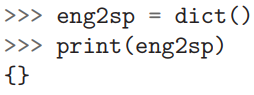 >>> eng2sp = dict()
>>> print(eng2sp)
{}